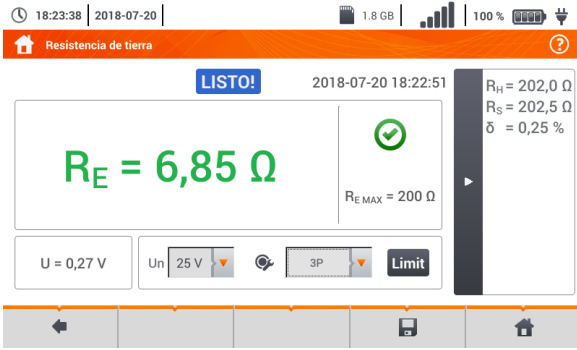 18:23:38 2018-07-20 1.8 GB 100 %
Resistencia de tierra
LISTO! 2018-07-20 18:22:51
RE = 6,85 Ω
RE MAX = 200 Ω
RH = 202,0 Ω
RS = 202,5 Ω
δ = 0,25 %
U = 0,27 V
Un 25 V 3P Limit